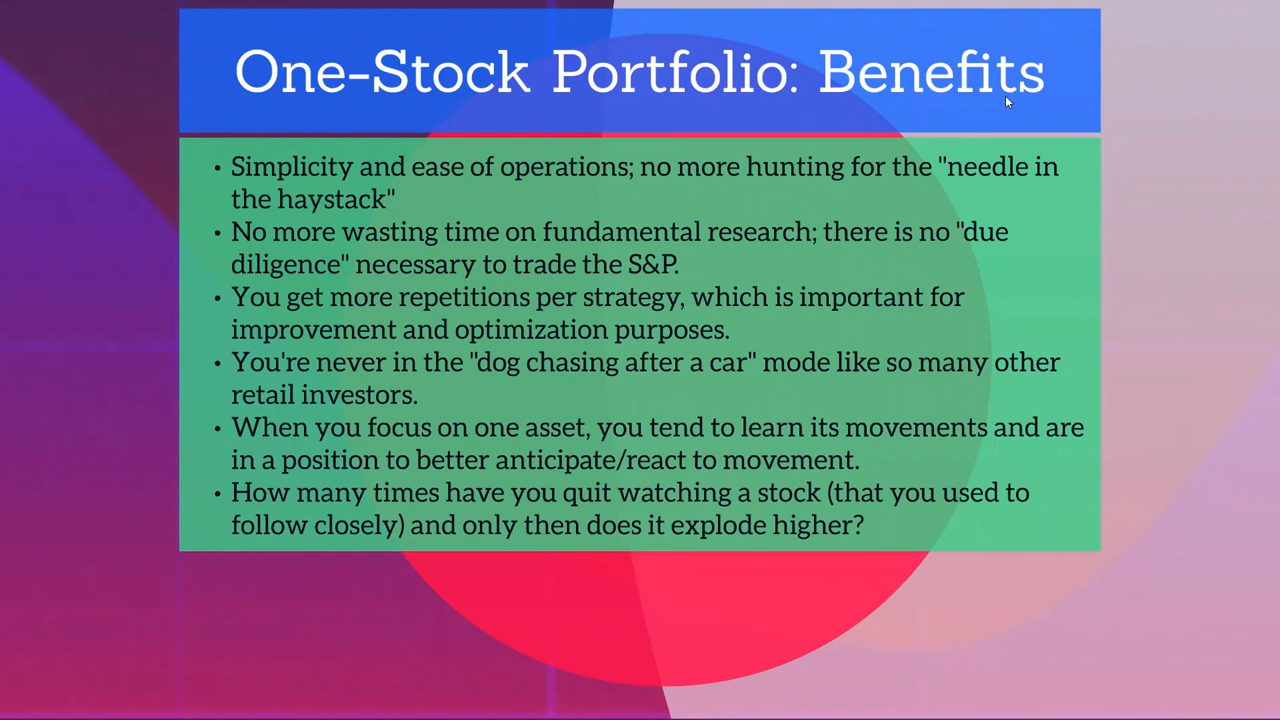 One-Stock Portfolio: Benefits
• Simplicity and ease of operations; no more hunting for the "needle in
the haystack"
• No more wasting time on fundamental research; there is no "due
diligence" necessary to trade the S&P.
• You get more repetitions per strategy, which is important for
improvement and optimization purposes.
• You're never in the "dog chasing after a car" mode like so many other
retail investors.
• When you focus on one asset, you tend to learn its movements and are
in a position to better anticipate/react to movement.
• How many times have you quit watching a stock (that you used to
follow closely) and only then does it explode higher?